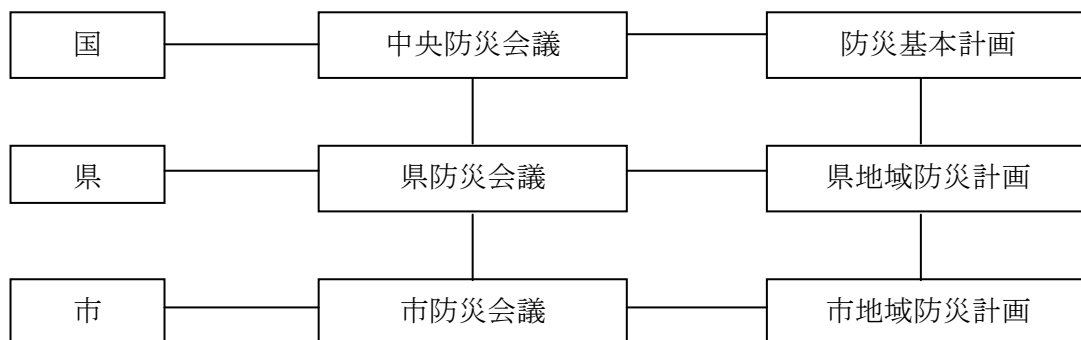 国
中央防災会議
防災基本計画
県
県防災会議
県地域防災計画
市
市防災会議
市地域防災計画